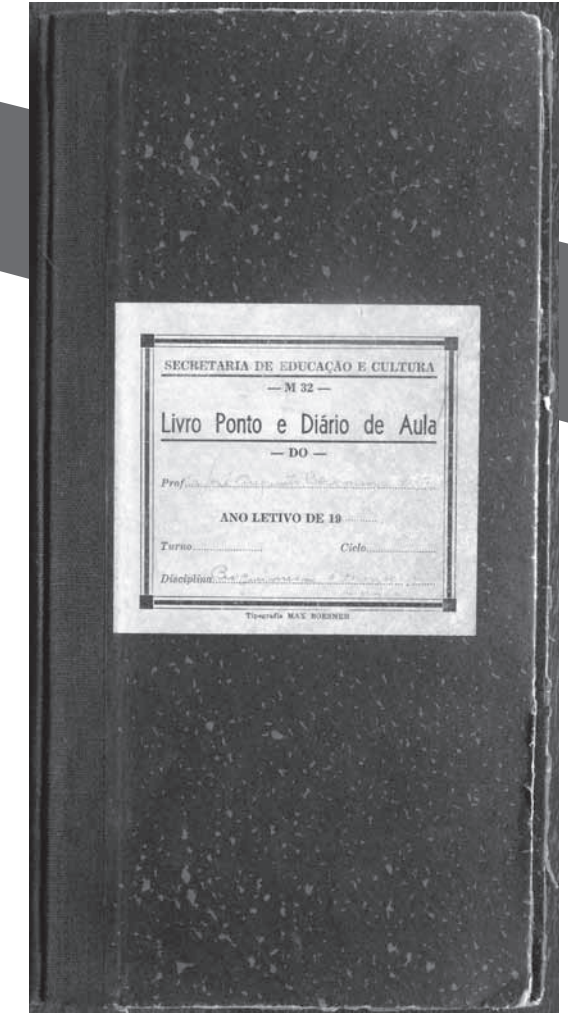 SECRETARIA DE EDUCAÇÃO E CULTURA
— M 32 —
Livro Ponto e Diário de Aula
— DO —
Prof.
ANO LETIVO DE 19
Turno Ciclo
Disciplina
Tipografia MAX ROESNER